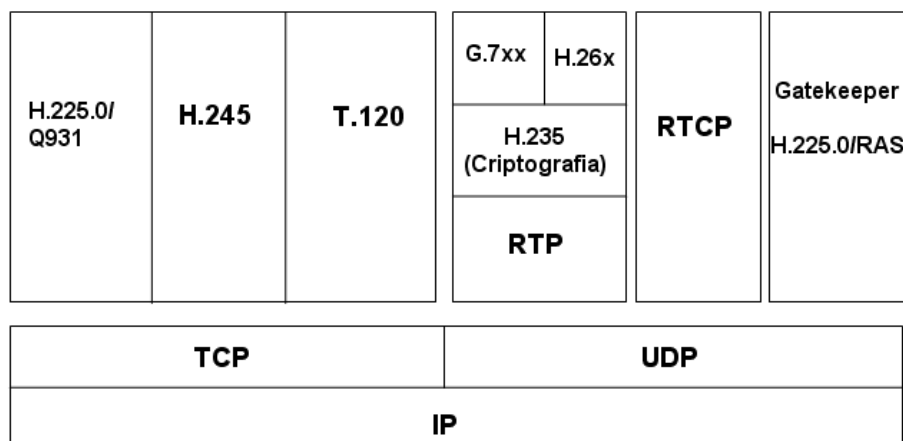 H.225.0/
Q931
H.245
T.120
G.7xx
H.26x
H.235
(Criptografia)
RTP
RTCP
Gatekeeper
H.225.0/RAS
TCP
UDP
IP